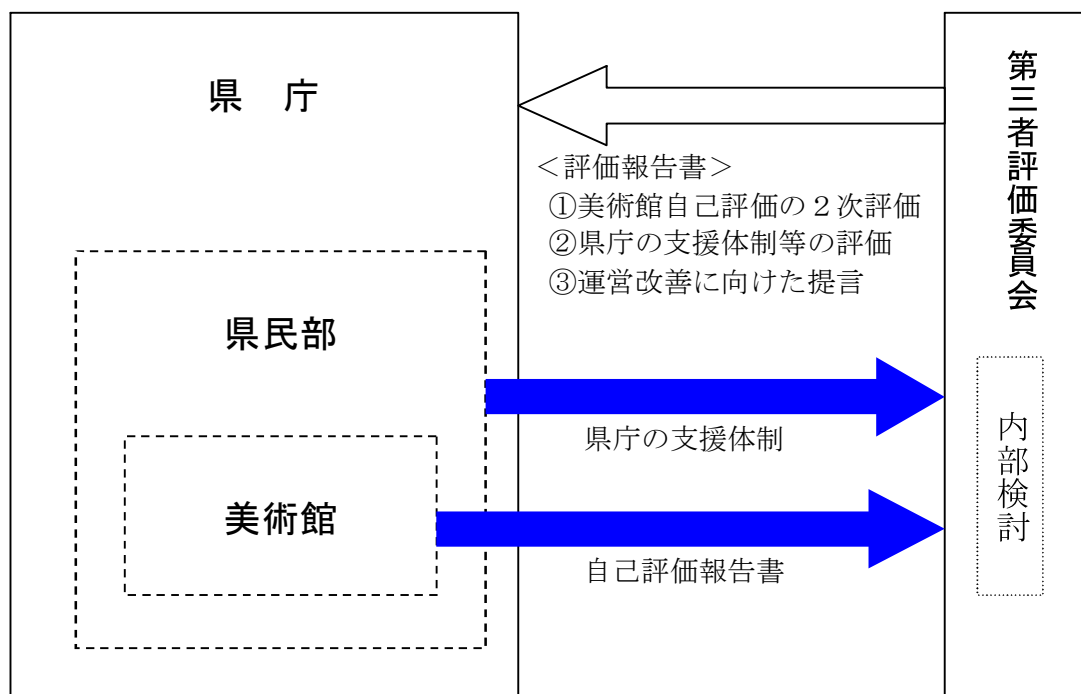 県　庁
第三者評価委員会
＜評価報告書＞
①美術館自己評価の２次評価
②県庁の支援体制等の評価
③運営改善に向けた提言
県民部
県庁の支援体制
内部検討
美術館
自己評価報告書